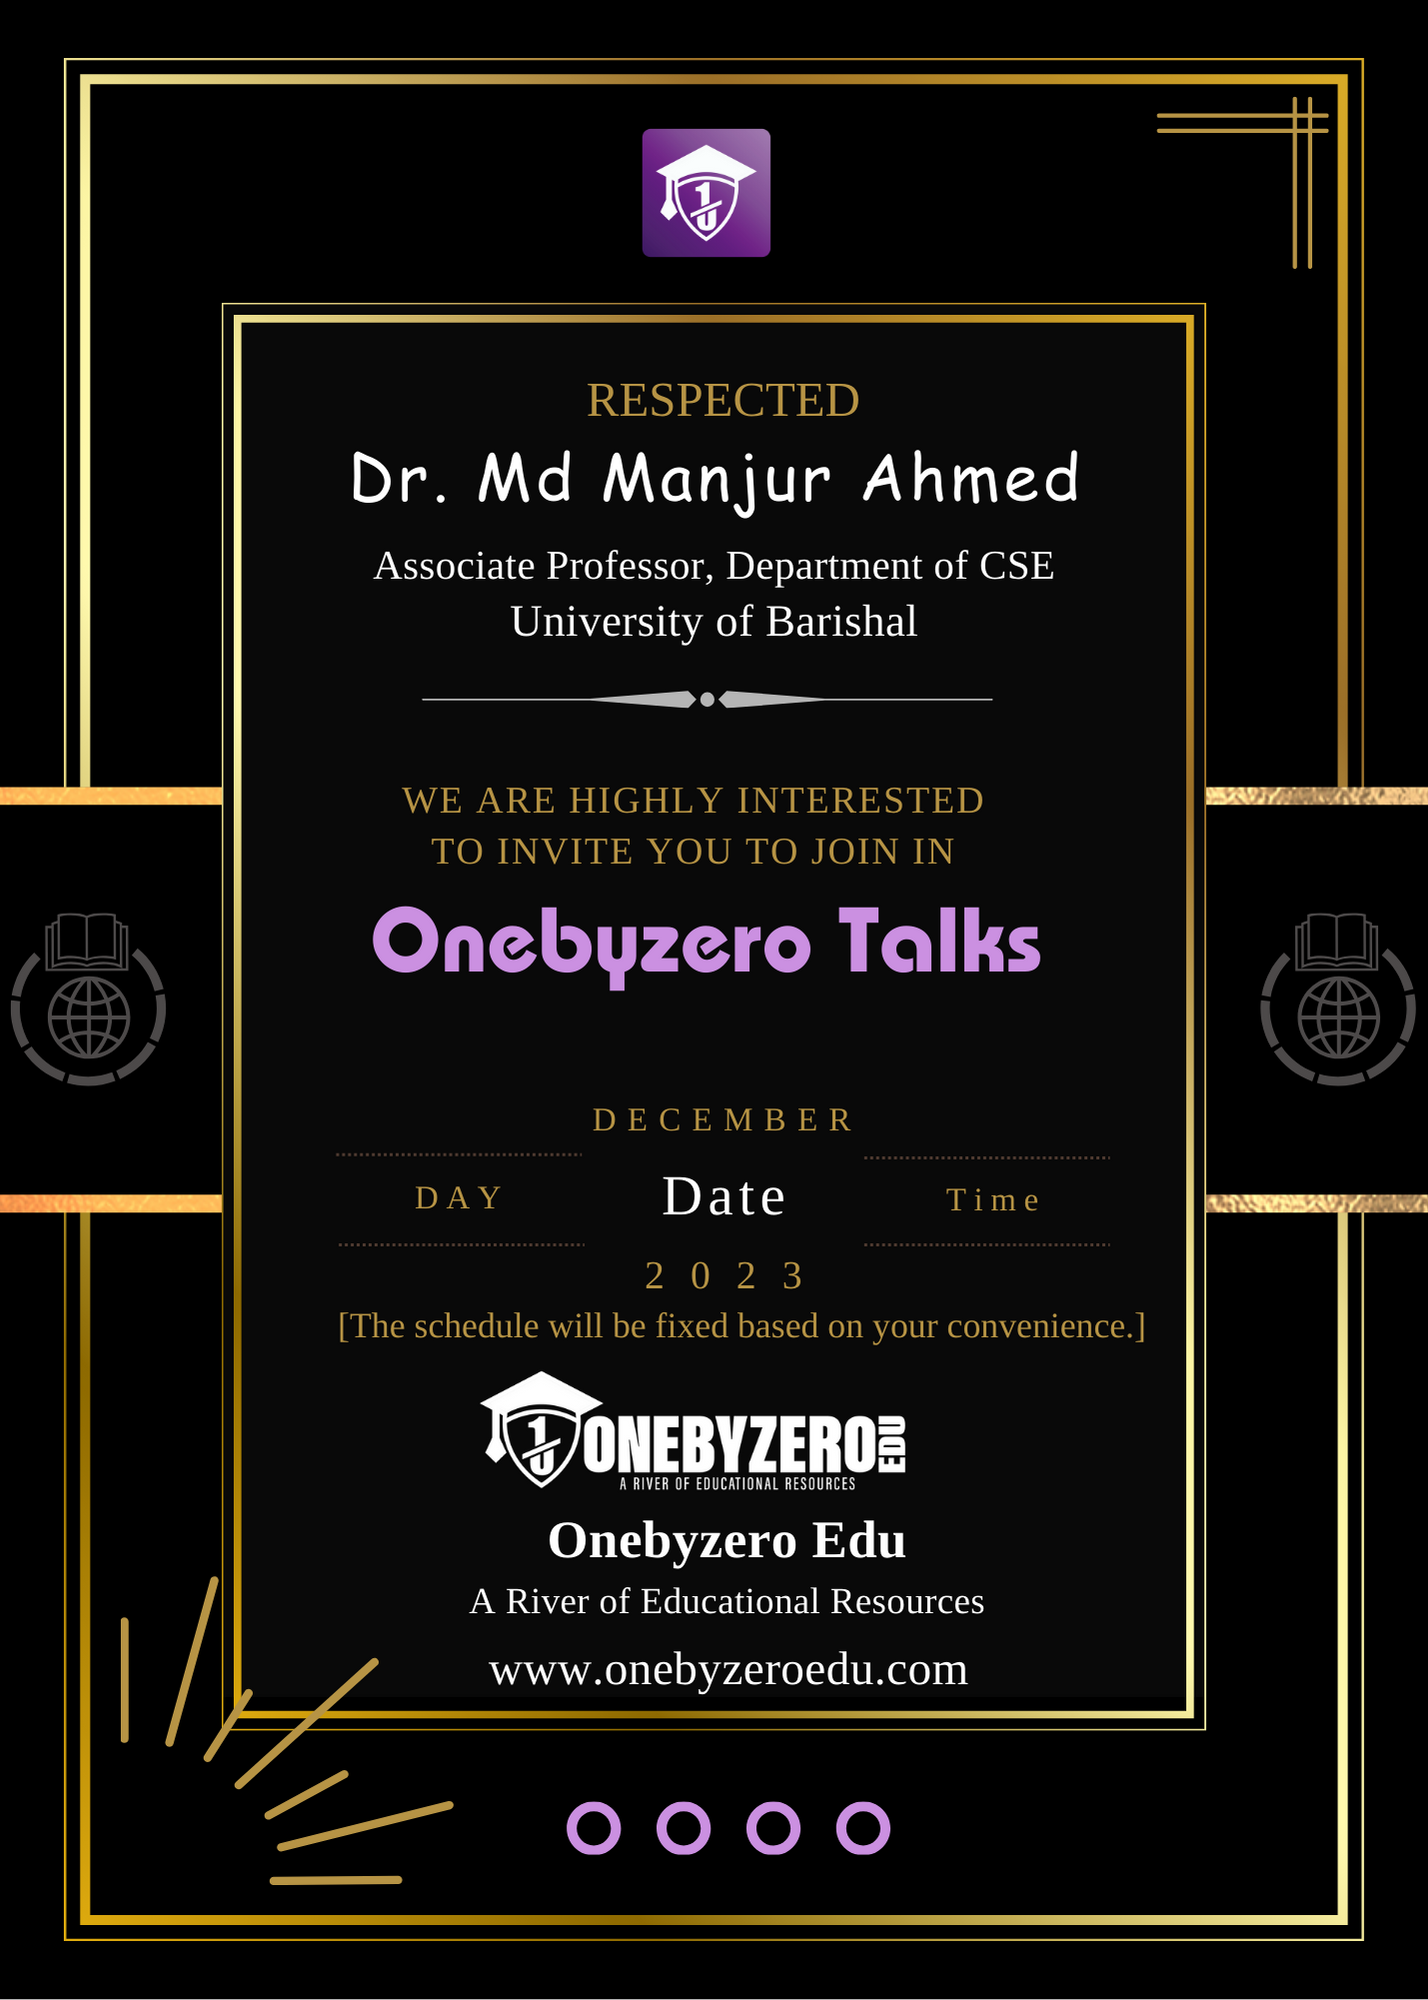 RESPECTED
Dr. Md Manjur Ahmed
Associate Professor, Department of CSE
University of Barishal
WE ARE HIGHLY INTERESTED
TO INVITE YOU TO JOIN IN
Onebyzero Talks
DECEMBER
DAY Date Time
2023
[The schedule will be fixed based on your convenience.]
ONEBYZERO EDU
A RIVER OF EDUCATIONAL RESOURCES
Onebyzero Edu
A River of Educational Resources
www.onebyzeroedu.com